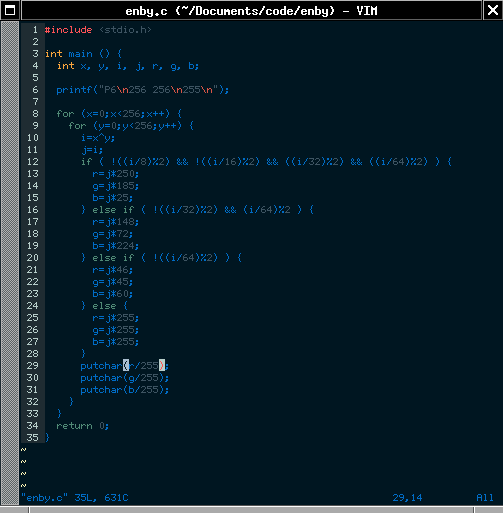 enby.c (~/Documents/code/enby) - VIM
1 #include <stdio.h>
2
3 int main () {
4   int x, y, i, j, r, g, b;
5
6   printf("P6\n256 256\n255\n");
7
8   for (x=0;x<256;x++) {
9     for (y=0;y<256;y++) {
10       i=x^y;
11       j=i;
12       if ( !((i/8)%2) && !((i/16)%2) && ((i/32)%2) && ((i/64)%2) ) {
13         r=j*250;
14         g=j*185;
15         b=j*25;
16       } else if ( !((i/32)%2) && (i/64)%2 ) {
17         r=j*148;
18         g=j*72;
19         b=j*224;
20       } else if ( !((i/64)%2) ) {
21         r=j*46;
22         g=j*45;
23         b=j*60;
24       } else {
25         r=j*255;
26         g=j*255;
27         b=j*255;
28       }
29       putchar(r/255);
30       putchar(g/255);
31       putchar(b/255);
32     }
33   }
34   return 0;
35 }
~
~
~
~
"enby.c" 35L, 631C 29,14 All